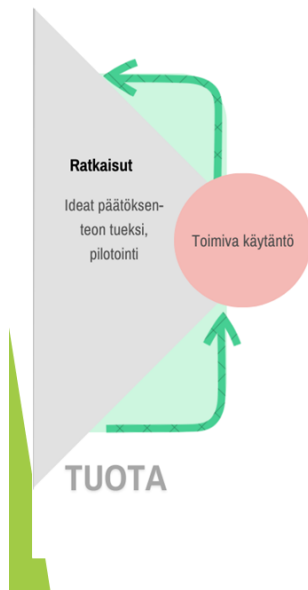 Ratkaisut
Ideat päätöksen-
teon tueksi,
pilotointi
Toimiva käytäntö
TUOTA